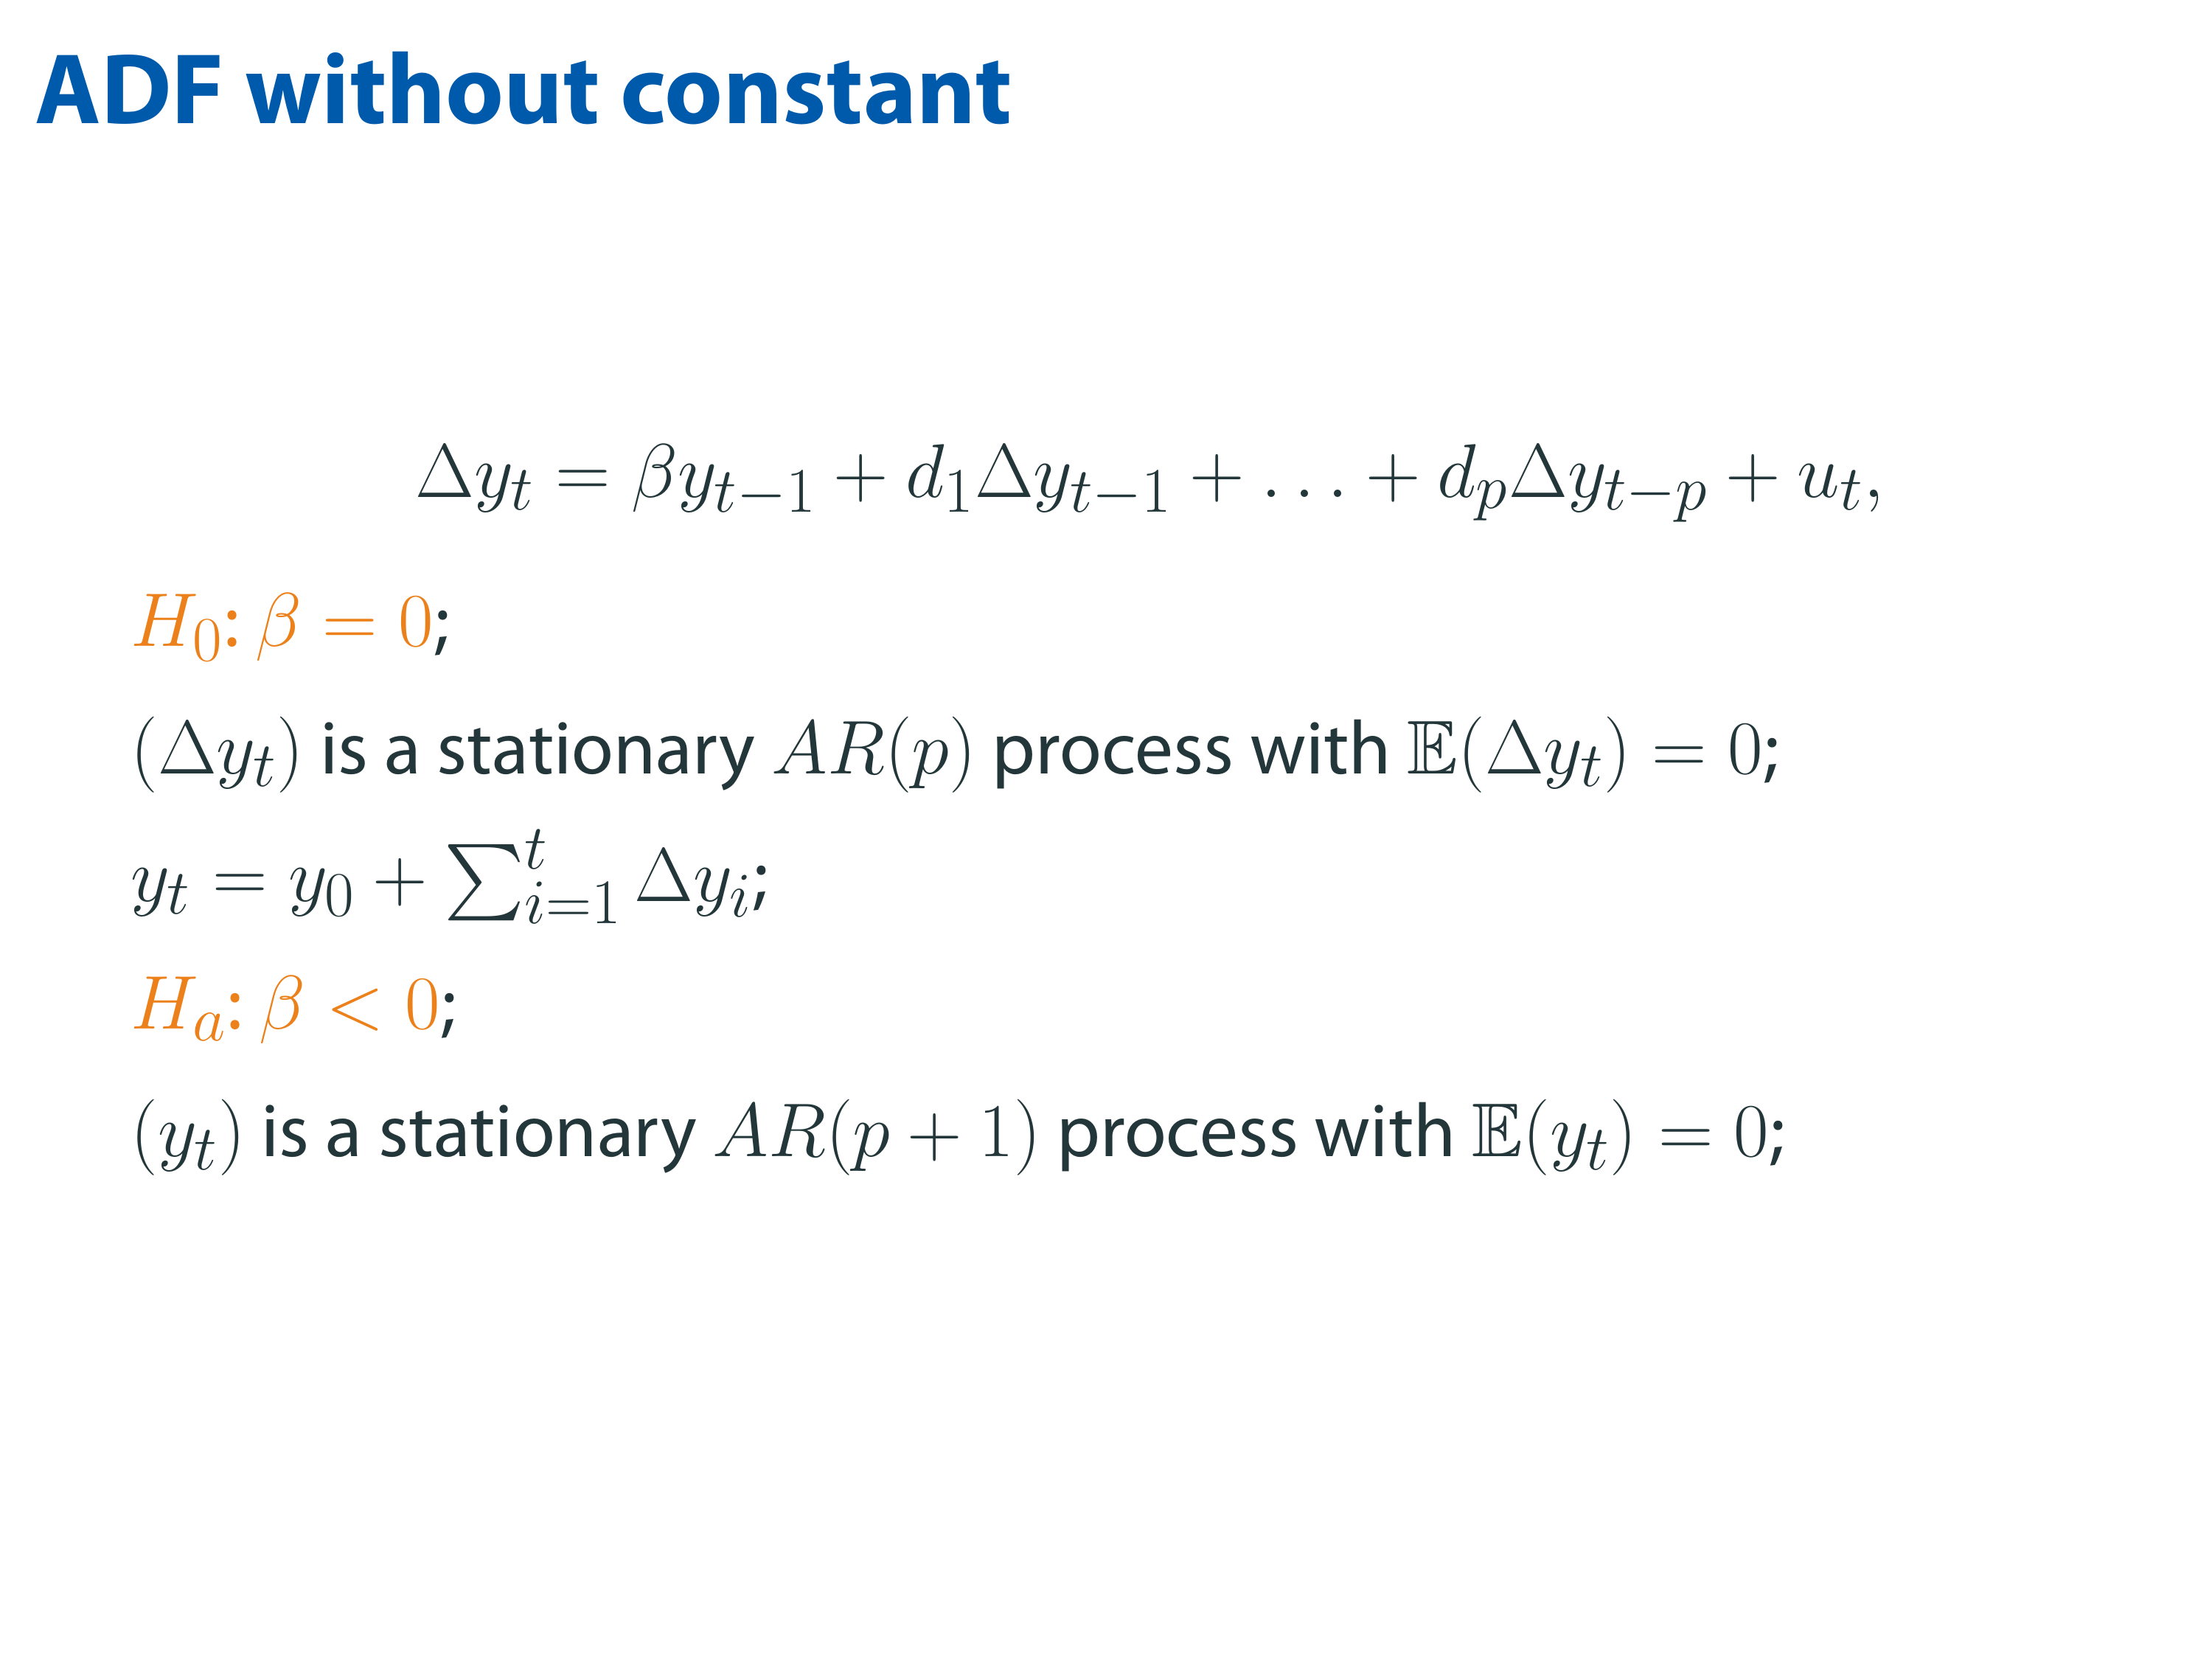 ADF without constant
Δy_t = βy_{t−1} + d_1Δy_{t−1} + … + d_pΔy_{t−p} + u_t,
H_0: β = 0;
(Δy_t) is a stationary AR(p) process with 𝔼(Δy_t) = 0;
y_t = y_0 + ∑_{i=1}^{t} Δy_i;
H_a: β < 0;
(y_t) is a stationary AR(p + 1) process with 𝔼(y_t) = 0;